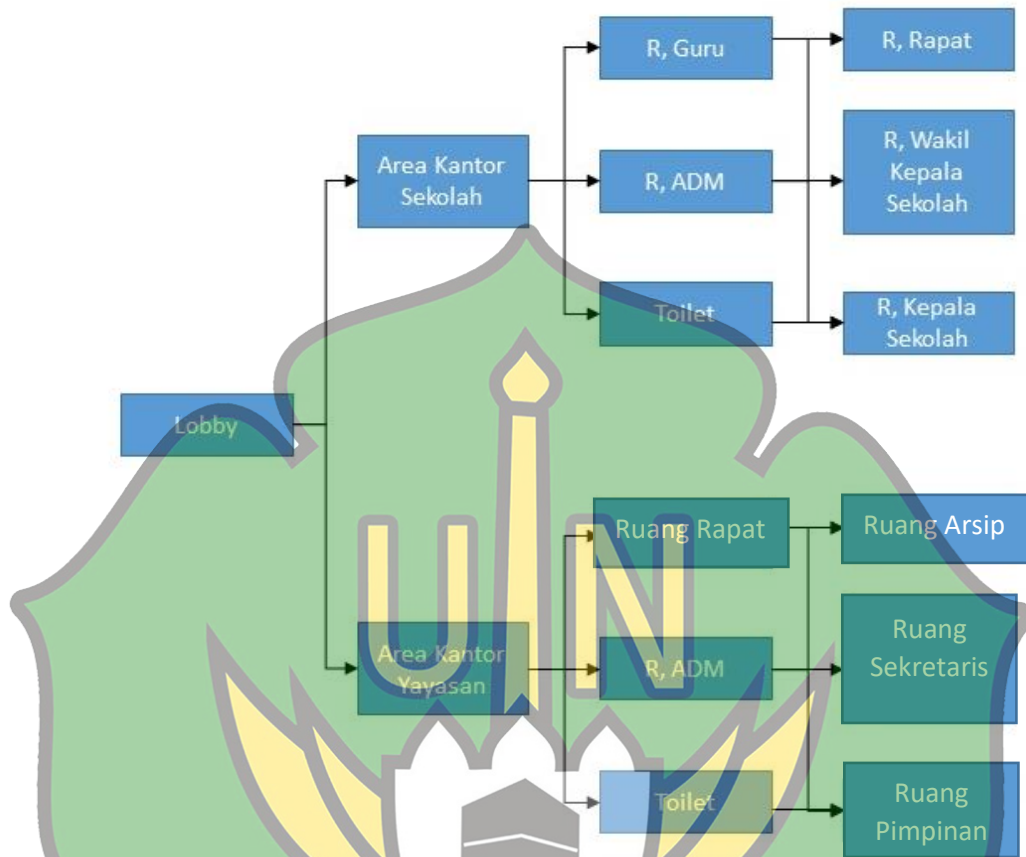 R, Guru
R, Rapat
Area Kantor
Sekolah
R, ADM
R, Wakil
Kepala
Sekolah
Toilet
R, Kepala
Sekolah
Lobby
Ruang Rapat
Ruang Arsip
UIN
Area Kantor
Yayasan
R, ADM
Ruang
Sekretaris
Toilet
Ruang
Pimpinan